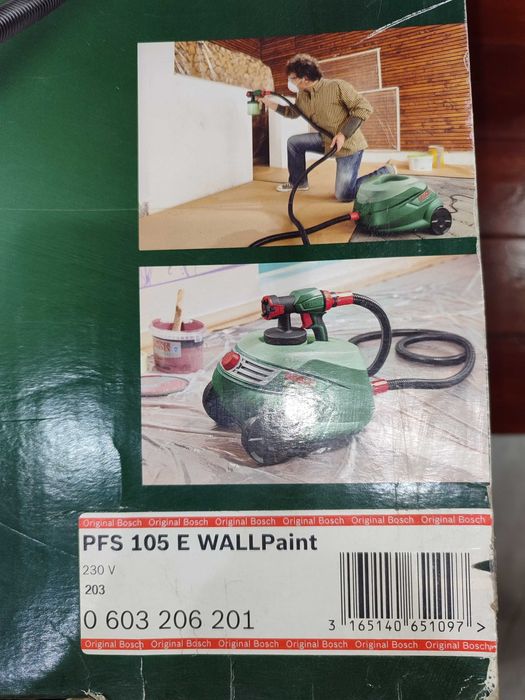 Original Bosch Original Bosch Original Bosch Original Bosch Original Bosch Original Bosch
PFS 105 E WALLPaint
230 V
203
0 603 206 201
3 165140 651097 >
Original Bosch Original Bosch Original Bosch Original Bosch Original Bosch Original Bosch